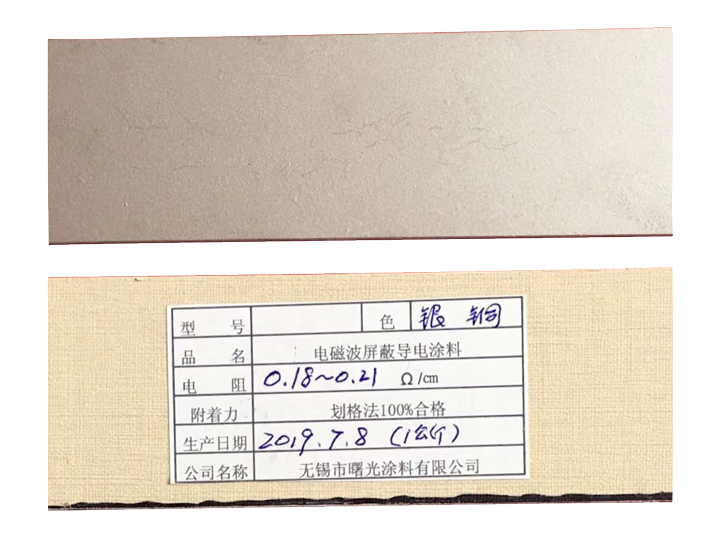 型 号 色 银 铜
品 名 电磁波屏蔽导电涂料
电 阻 0.18~0.21 Ω/cm
附着力 划格法100%合格
生产日期 2019.7.8 (1公斤)
公司名称 无锡市曙光涂料有限公司